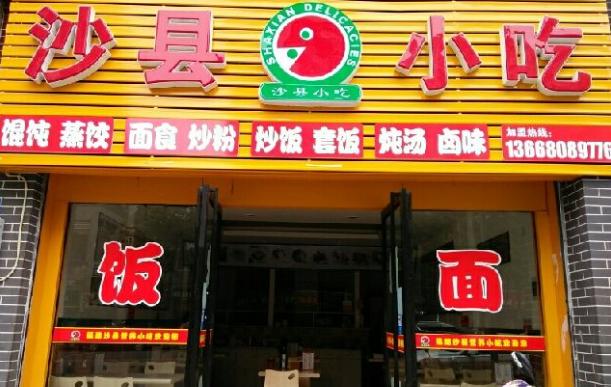 沙县小吃
SHAXIAN DELICACIES
沙县小吃
馄饨 蒸饺 面食 炒粉 炒饭 套饭 炖汤 卤味
加盟热线:
13668089776
饭 面